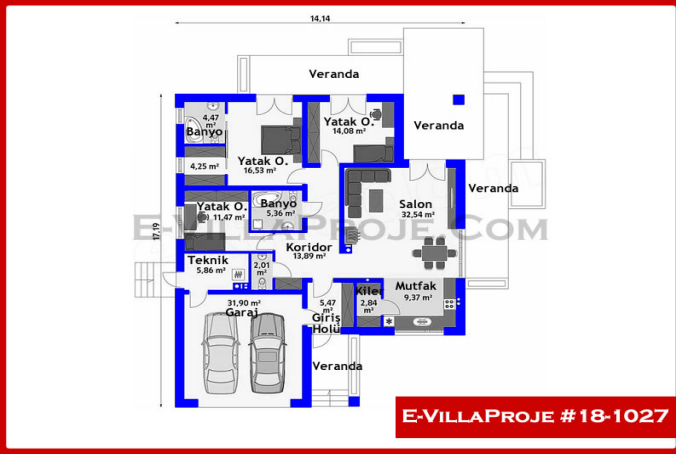 14,14
Veranda
4,47
m²
Banyo
Yatak O.
14,08 m²
Veranda
4,25 m²
Yatak O.
16,53 m²
Veranda
Yatak O.
11,47 m²
Banyo
5,36 m²
Salon
32,54 m²
17,19
E-VillaProje.Com
Koridor
13,89 m²
Teknik
5,86 m²
2,01
m²
Kiler
2,84
m²
Mutfak
9,37 m²
31,90 m²
Garaj
5,47
m²
Giriş
Holü
Veranda
E-VillaProje #18-1027